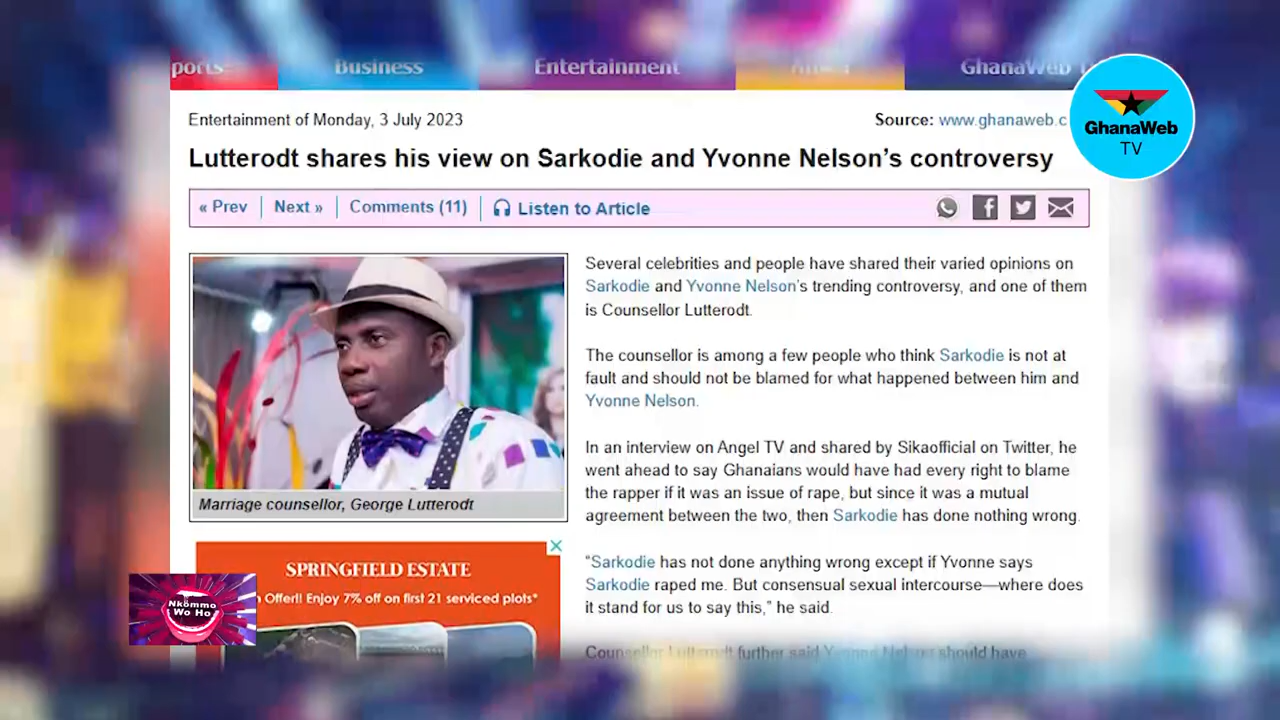 ports
Business
Entertainment
GhanaWeb
GhanaWeb
TV
Entertainment of Monday, 3 July 2023
Source: www.ghanaweb.c
Lutterodt shares his view on Sarkodie and Yvonne Nelson's controversy
« Prev
Next »
Comments (11)
Listen to Article
Several celebrities and people have shared their varied opinions on
Sarkodie and Yvonne Nelson's trending controversy, and one of them
is Counsellor Lutterodt.
The counsellor is among a few people who think Sarkodie is not at
fault and should not be blamed for what happened between him and
Yvonne Nelson.
In an interview on Angel TV and shared by Sikaofficial on Twitter, he
went ahead to say Ghanaians would have had every right to blame
the rapper if it was an issue of rape, but since it was a mutual
agreement between the two, then Sarkodie has done nothing wrong.
“Sarkodie has not done anything wrong except if Yvonne says
Sarkodie raped me. But consensual sexual intercourse—where does
it stand for us to say this,” he said.
Counsellor Lutterodt further said Yvonne Nelson should have
Marriage counsellor, George Lutterodt
SPRINGFIELD ESTATE
n Offer!! Enjoy 7% off on first 21 serviced plots*
Nkommo
Wo Ho